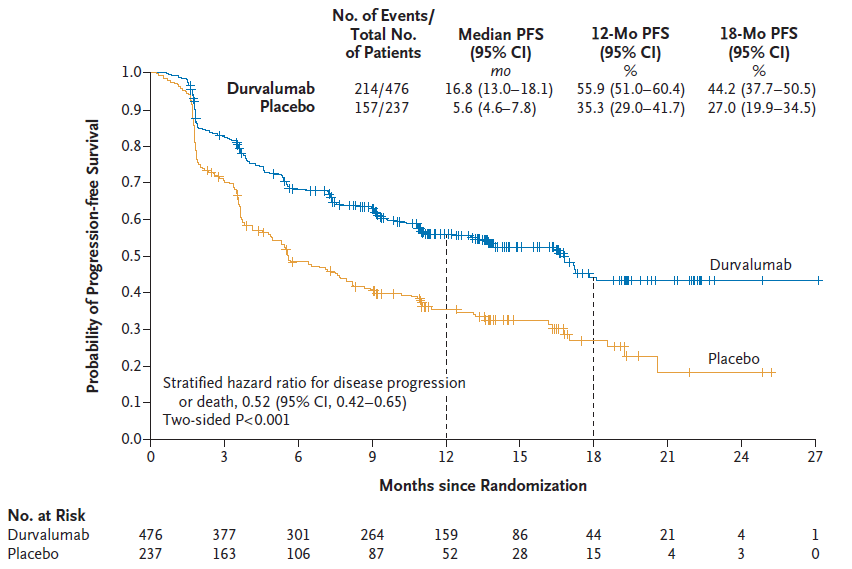 No. of Events/
Total No.
of Patients
Median PFS
(95% CI)
12-Mo PFS
(95% CI)
18-Mo PFS
(95% CI)
mo % %
Durvalumab 214/476 16.8 (13.0–18.1) 55.9 (51.0–60.4) 44.2 (37.7–50.5)
Placebo 157/237 5.6 (4.6–7.8) 35.3 (29.0–41.7) 27.0 (19.9–34.5)
Probability of Progression-free Survival
1.0
0.9
0.8
0.7
0.6
0.5
0.4
0.3
0.2
0.1
0.0
Durvalumab
Placebo
Stratified hazard ratio for disease progression
or death, 0.52 (95% CI, 0.42–0.65)
Two-sided P<0.001
0 3 6 9 12 15 18 21 24 27
Months since Randomization
No. at Risk
Durvalumab 476 377 301 264 159 86 44 21 4 1
Placebo 237 163 106 87 52 28 15 4 3 0